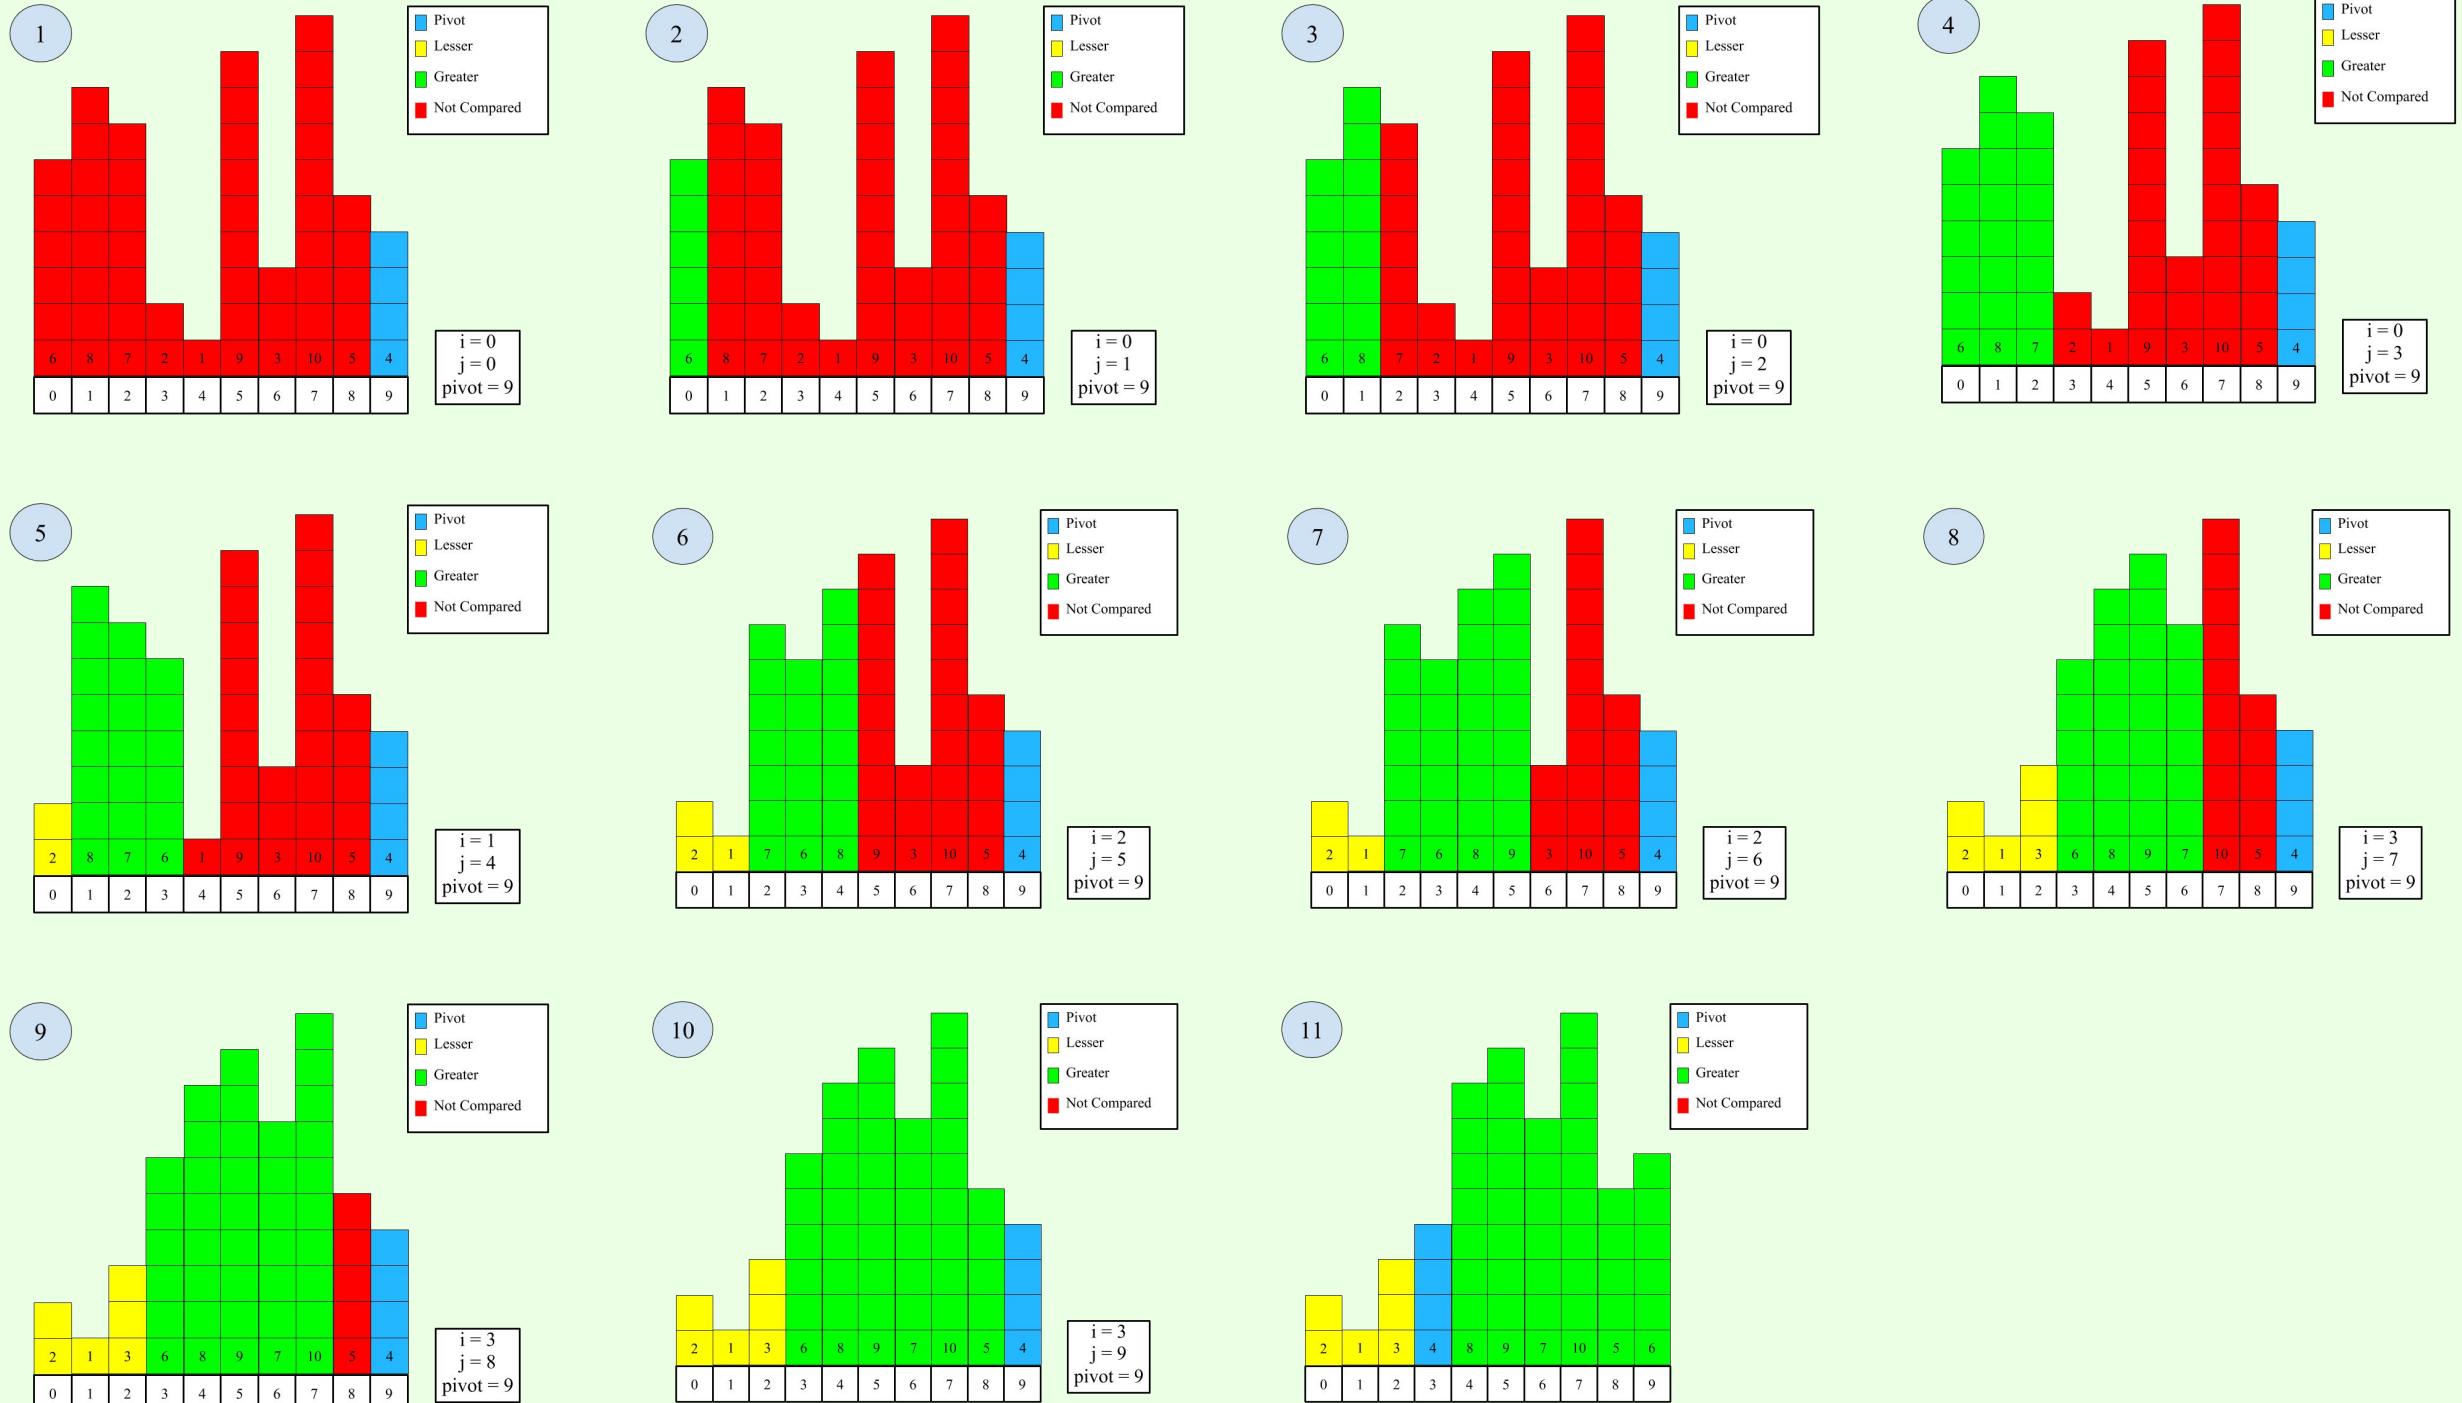 1
Pivot
Lesser
Greater
Not Compared
6 8 7 2 1 9 3 10 5 4
0 1 2 3 4 5 6 7 8 9
i = 0
j = 0
pivot = 9
2
Pivot
Lesser
Greater
Not Compared
6 8 7 2 1 9 3 10 5 4
0 1 2 3 4 5 6 7 8 9
i = 0
j = 1
pivot = 9
3
Pivot
Lesser
Greater
Not Compared
6 8 7 2 1 9 3 10 5 4
0 1 2 3 4 5 6 7 8 9
i = 0
j = 2
pivot = 9
4
Pivot
Lesser
Greater
Not Compared
6 8 7 2 1 9 3 10 5 4
0 1 2 3 4 5 6 7 8 9
i = 0
j = 3
pivot = 9
5
Pivot
Lesser
Greater
Not Compared
2 8 7 6 1 9 3 10 5 4
0 1 2 3 4 5 6 7 8 9
i = 1
j = 4
pivot = 9
6
Pivot
Lesser
Greater
Not Compared
2 1 7 6 8 9 3 10 5 4
0 1 2 3 4 5 6 7 8 9
i = 2
j = 5
pivot = 9
7
Pivot
Lesser
Greater
Not Compared
2 1 7 6 8 9 3 10 5 4
0 1 2 3 4 5 6 7 8 9
i = 2
j = 6
pivot = 9
8
Pivot
Lesser
Greater
Not Compared
2 1 3 6 8 9 7 10 5 4
0 1 2 3 4 5 6 7 8 9
i = 3
j = 7
pivot = 9
9
Pivot
Lesser
Greater
Not Compared
2 1 3 6 8 9 7 10 5 4
0 1 2 3 4 5 6 7 8 9
i = 3
j = 8
pivot = 9
10
Pivot
Lesser
Greater
Not Compared
2 1 3 6 8 9 7 10 5 4
0 1 2 3 4 5 6 7 8 9
i = 3
j = 9
pivot = 9
11
Pivot
Lesser
Greater
Not Compared
2 1 3 4 8 9 7 10 5 6
0 1 2 3 4 5 6 7 8 9